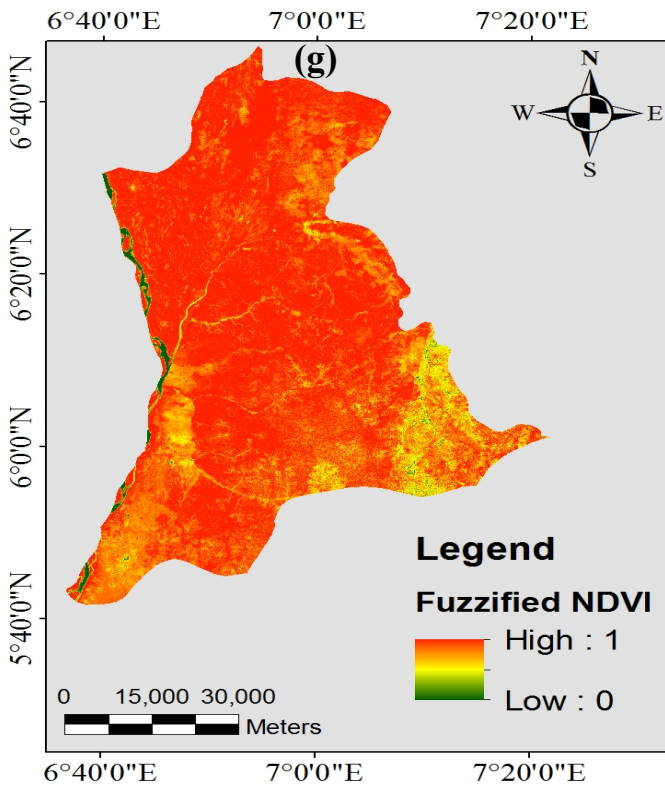 6°40'0"E 7°0'0"E 7°20'0"E
(g)
N
W E
S
6°40'0"N
6°20'0"N
6°0'0"N
5°40'0"N
Legend
Fuzzified NDVI
High : 1
Low : 0
0 15,000 30,000
Meters
6°40'0"E 7°0'0"E 7°20'0"E